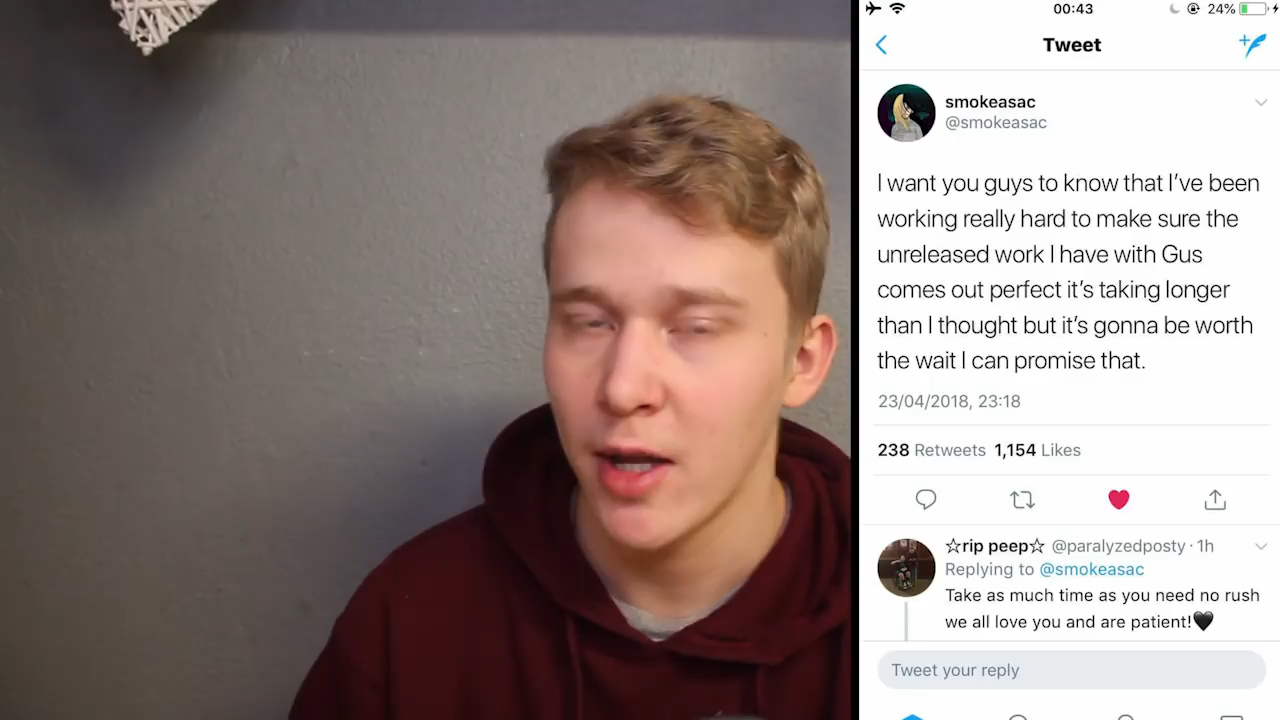 00:43
24%
Tweet
smokeasac
@smokeasac
I want you guys to know that I've been
working really hard to make sure the
unreleased work I have with Gus
comes out perfect it's taking longer
than I thought but it's gonna be worth
the wait I can promise that.
23/04/2018, 23:18
238 Retweets 1,154 Likes
☆rip peep☆ @paralyzedposty · 1h
Replying to @smokeasac
Take as much time as you need no rush
we all love you and are patient!🖤
Tweet your reply